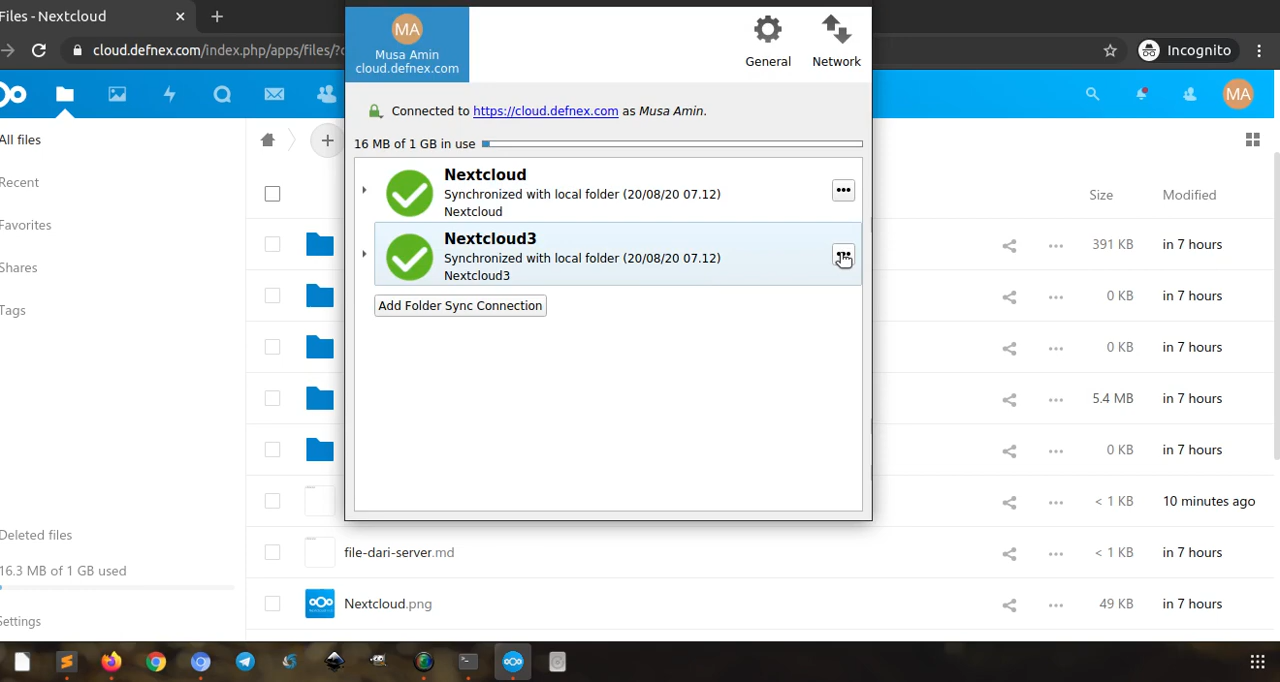 Files - Nextcloud
cloud.defnex.com/index.php/apps/files/?
Incognito
MA
Musa Amin
cloud.defnex.com
General
Network
MA
Connected to https://cloud.defnex.com as Musa Amin.
16 MB of 1 GB in use
All files
Recent
Favorites
Shares
Tags
Deleted files
16.3 MB of 1 GB used
Settings
Nextcloud
Synchronized with local folder (20/08/20 07.12)
Nextcloud
Nextcloud3
Synchronized with local folder (20/08/20 07.12)
Nextcloud3
Add Folder Sync Connection
Size
Modified
391 KB
in 7 hours
0 KB
in 7 hours
0 KB
in 7 hours
5.4 MB
in 7 hours
0 KB
in 7 hours
< 1 KB
10 minutes ago
file-dari-server.md
< 1 KB
in 7 hours
Nextcloud.png
49 KB
in 7 hours